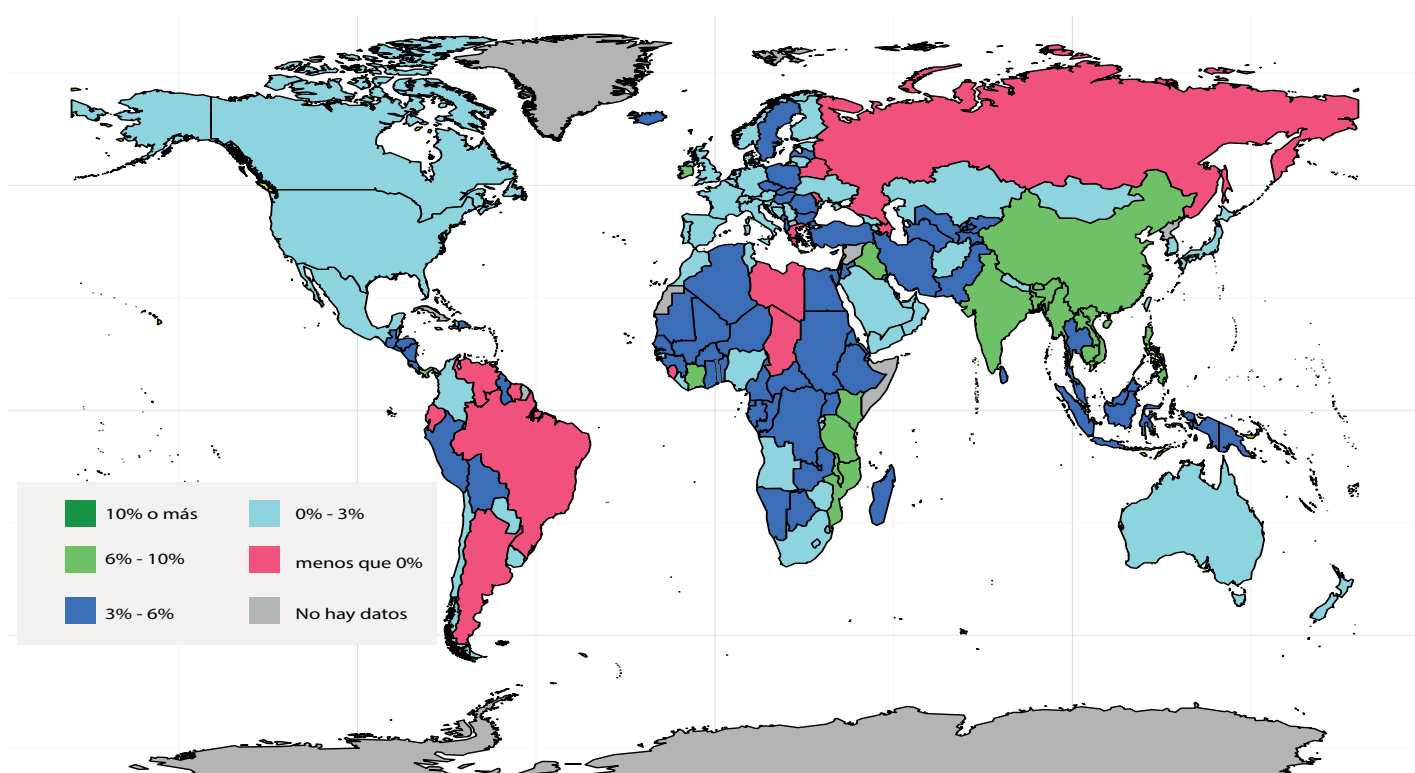 10% o más
6% - 10%
3% - 6%
0% - 3%
menos que 0%
No hay datos